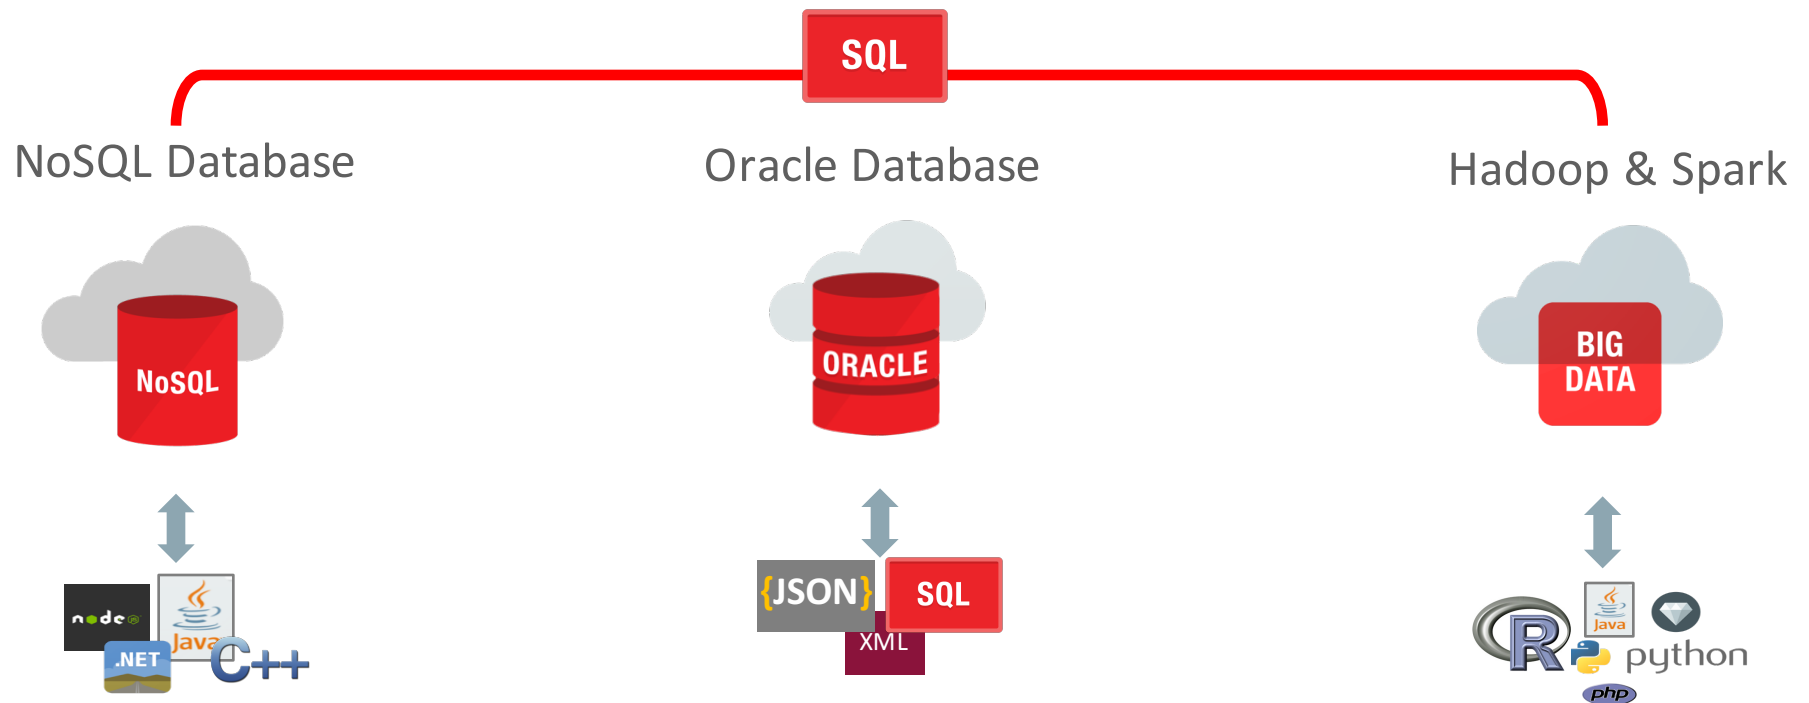 SQL
NoSQL Database
Oracle Database
Hadoop & Spark
NoSQL
ORACLE
BIG
DATA
node
JS
Java
.NET
C++
{JSON}
SQL
XML
R
Java
python
php